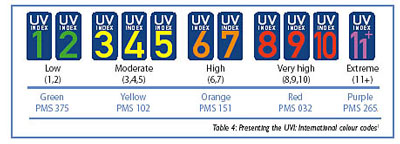 UV UV UV UV UV UV UV UV UV UV UV
INDEX INDEX INDEX INDEX INDEX INDEX INDEX INDEX INDEX INDEX INDEX
1 2 3 4 5 6 7 8 9 10 11+
Low Moderate High Very high Extreme
(1,2) (3,4,5) (6,7) (8,9,10) (11+)
Green Yellow Orange Red Purple
PMS 375 PMS 102 PMS 151 PMS 032 PMS 265
Table 4: Presenting the UVI: International colour codes¹